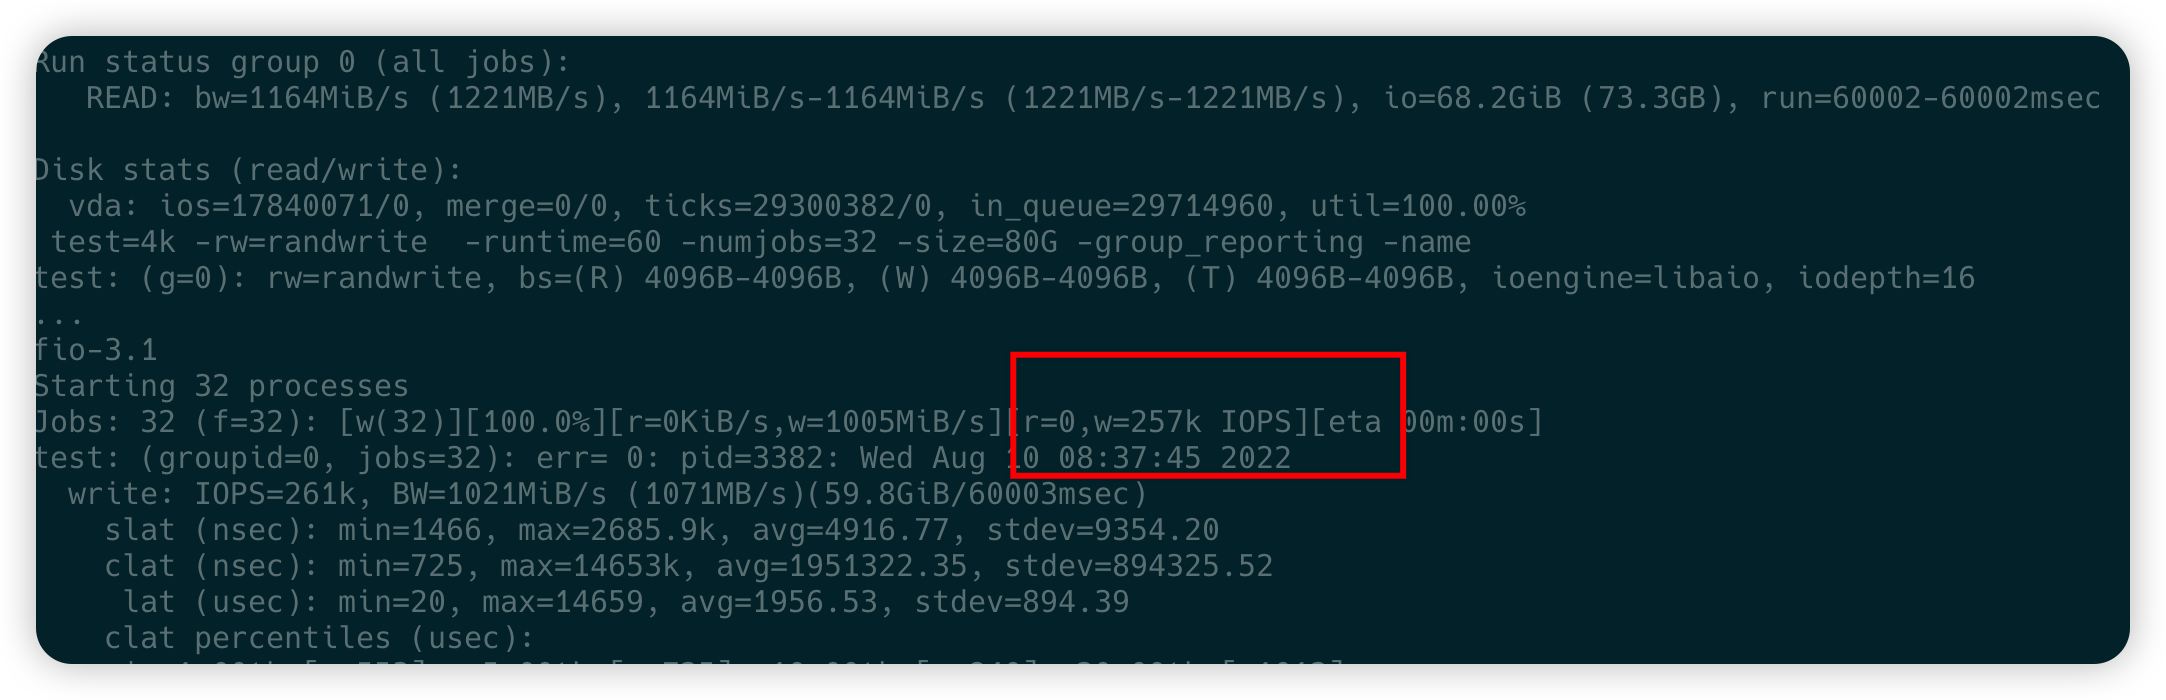 Run status group 0 (all jobs):
READ: bw=1164MiB/s (1221MB/s), 1164MiB/s-1164MiB/s (1221MB/s-1221MB/s), io=68.2GiB (73.3GB), run=60002-60002msec
Disk stats (read/write):
vda: ios=17840071/0, merge=0/0, ticks=29300382/0, in_queue=29714960, util=100.00%
test=4k -rw=randwrite  -runtime=60 -numjobs=32 -size=80G -group_reporting -name
test: (g=0): rw=randwrite, bs=(R) 4096B-4096B, (W) 4096B-4096B, (T) 4096B-4096B, ioengine=libaio, iodepth=16
...
fio-3.1
Starting 32 processes
Jobs: 32 (f=32): [w(32)][100.0%][r=0KiB/s,w=1005MiB/s][r=0,w=257k IOPS][eta 00m:00s]
test: (groupid=0, jobs=32): err= 0: pid=3382: Wed Aug 10 08:37:45 2022
write: IOPS=261k, BW=1021MiB/s (1071MB/s)(59.8GiB/60003msec)
slat (nsec): min=1466, max=2685.9k, avg=4916.77, stdev=9354.20
clat (nsec): min=725, max=14653k, avg=1951322.35, stdev=894325.52
lat (usec): min=20, max=14659, avg=1956.53, stdev=894.39
clat percentiles (usec):